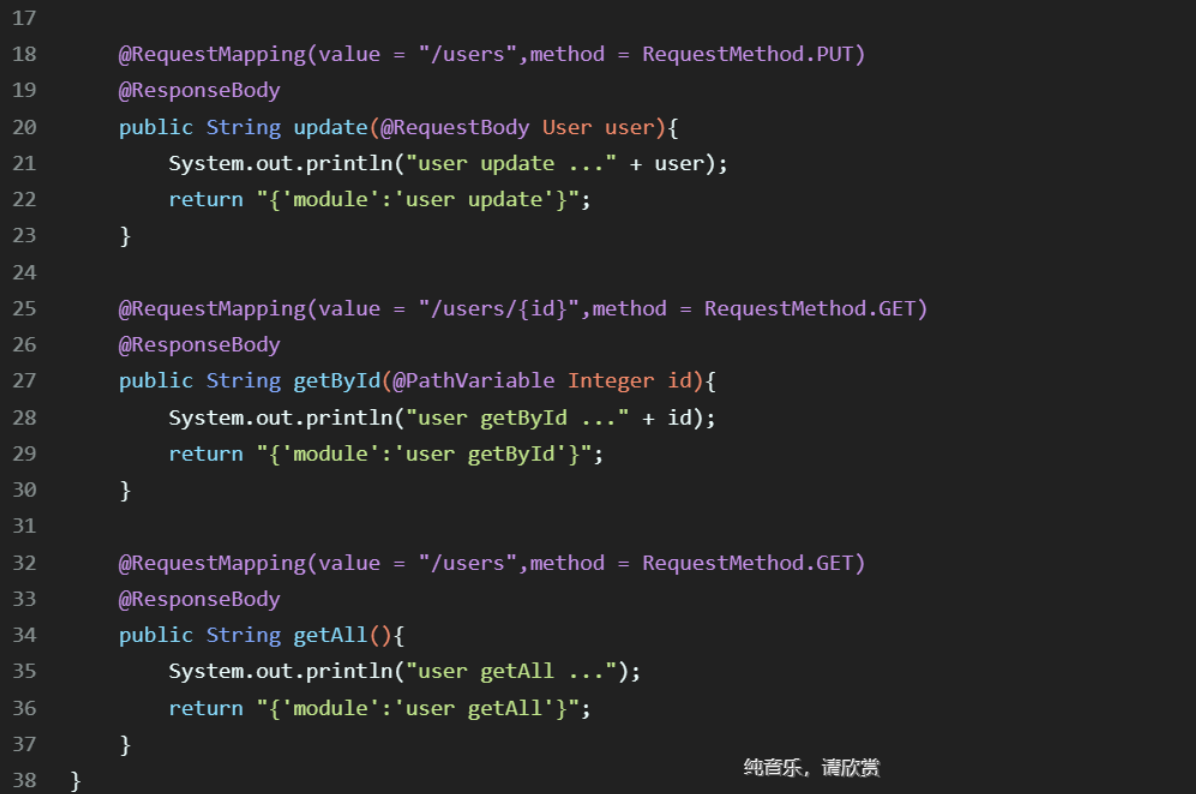 17
18 @RequestMapping(value = "/users",method = RequestMethod.PUT)
19 @ResponseBody
20 public String update(@RequestBody User user){
21 System.out.println("user update ..." + user);
22 return "{'module':'user update'}";
23 }
24
25 @RequestMapping(value = "/users/{id}",method = RequestMethod.GET)
26 @ResponseBody
27 public String getById(@PathVariable Integer id){
28 System.out.println("user getById ..." + id);
29 return "{'module':'user getById'}";
30 }
31
32 @RequestMapping(value = "/users",method = RequestMethod.GET)
33 @ResponseBody
34 public String getAll(){
35 System.out.println("user getAll ...");
36 return "{'module':'user getAll'}";
37 }
纯音乐，请欣赏
38 }